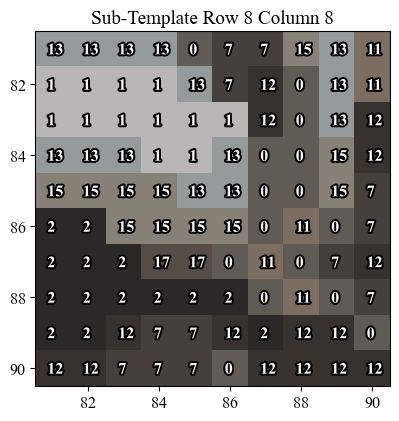 Sub-Template Row 8 Column 8
13 13 13 13 0 7 7 15 13 11
82 1 1 1 1 13 7 12 0 13 11
1 1 1 1 1 1 12 0 13 12
84 13 13 13 1 1 13 0 0 15 12
15 15 15 15 13 13 0 0 15 7
86 2 2 15 15 15 15 0 11 0 7
2 2 2 17 17 0 11 0 7 12
88 2 2 2 2 2 2 0 11 0 7
2 2 12 7 7 12 2 12 12 0
90 12 12 7 7 7 0 12 12 12 12
82 84 86 88 90